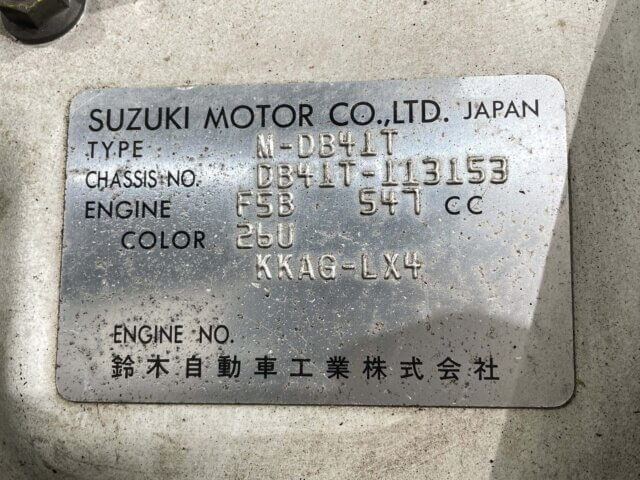 SUZUKI MOTOR CO.,LTD. JAPAN
TYPE M-DB41T
CHASSIS NO. DB41T-113153
ENGINE F5B 547 CC
COLOR 26U
KKAG-LX4
ENGINE NO.
鈴木自動車工業株式会社